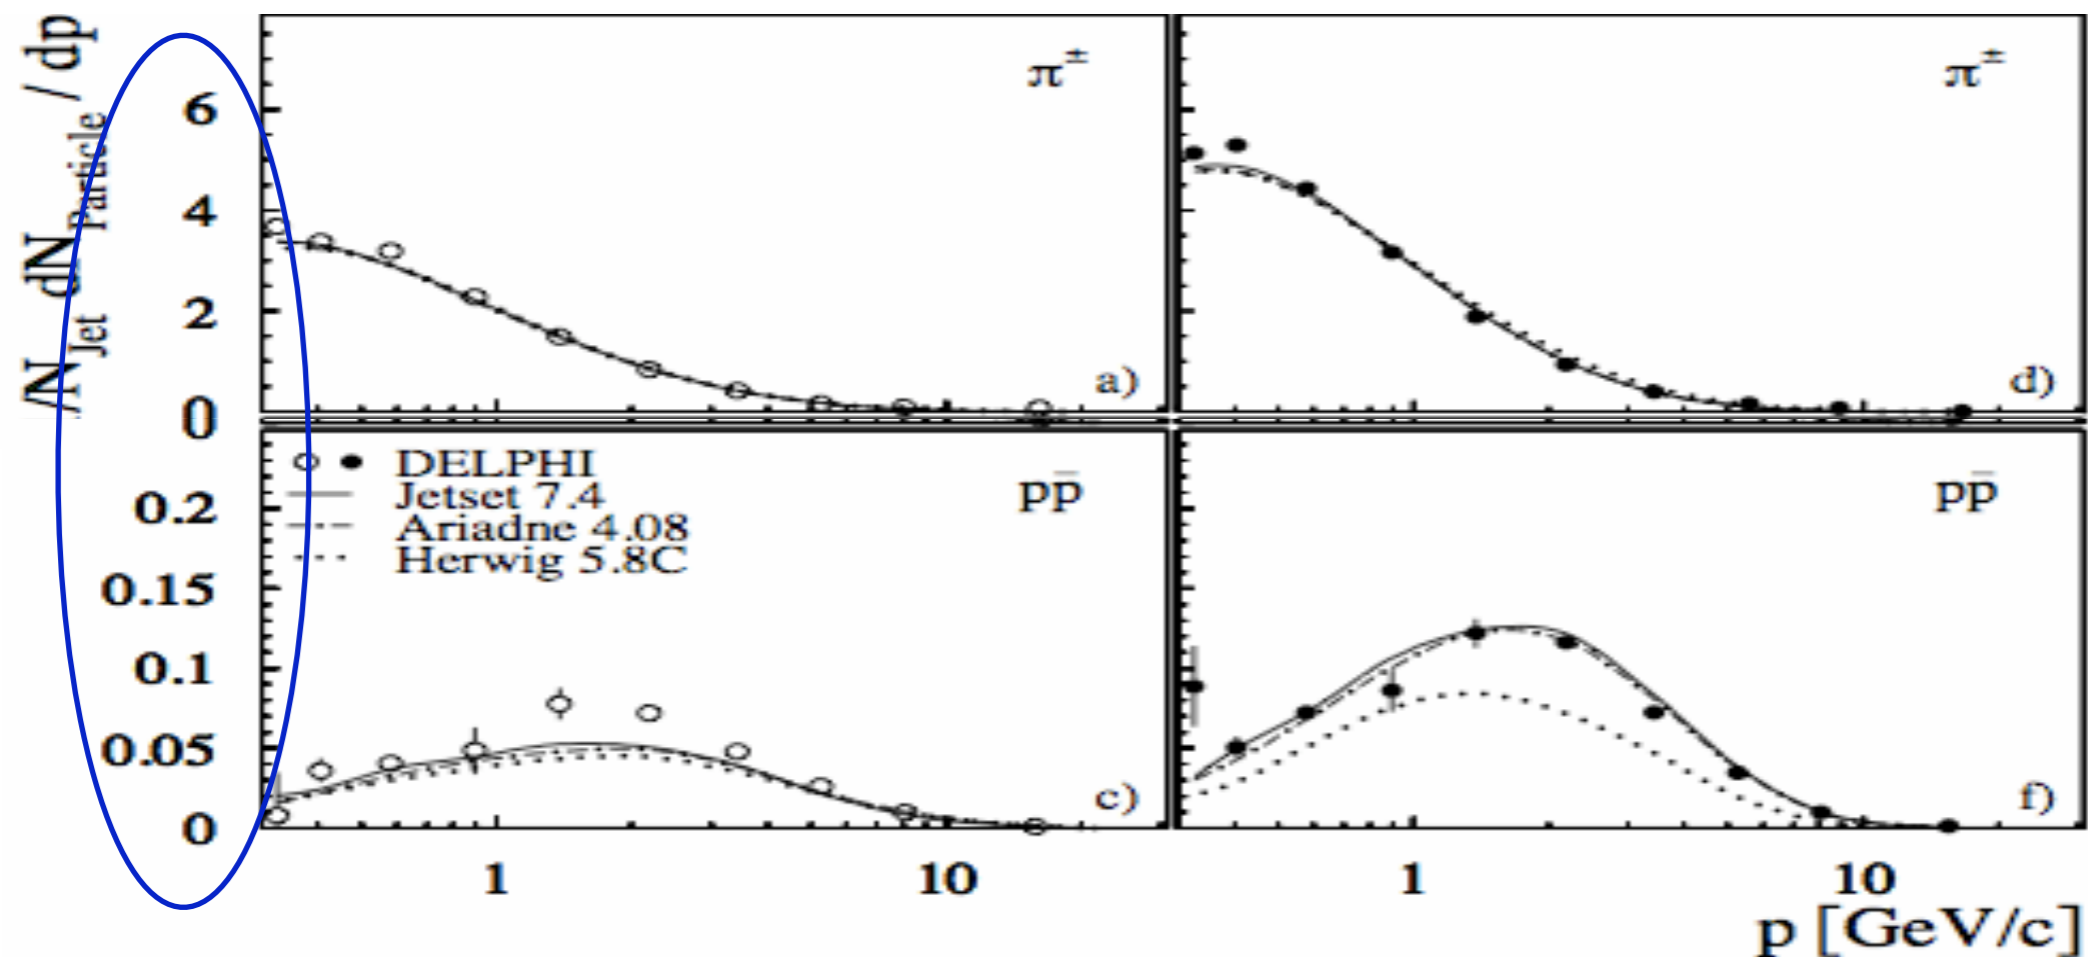 /N_Jet dN_Particle / dp
6
4
2
0
π±
a)
π±
d)
0.2
0.15
0.1
0.05
0
DELPHI
Jetset 7.4
Ariadne 4.08
Herwig 5.8C
pp̄
c)
pp̄
f)
1
10
1
10
p [GeV/c]